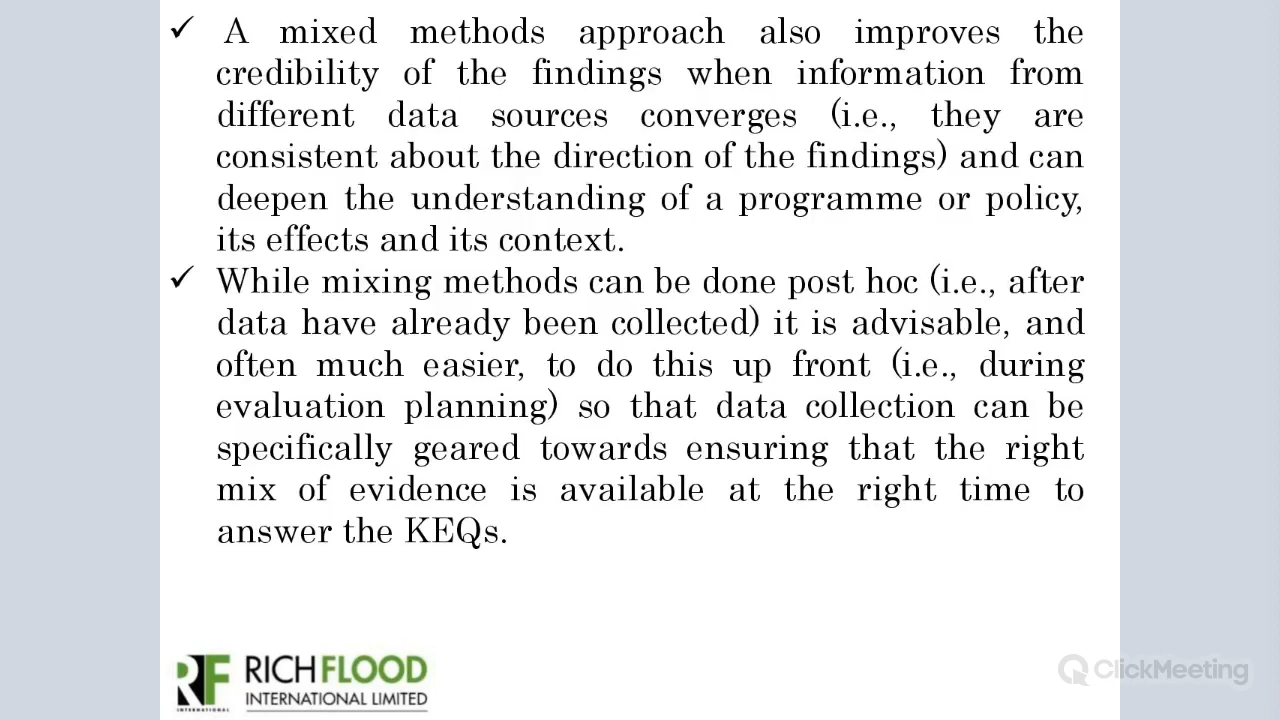 ✓ A mixed methods approach also improves the
credibility of the findings when information from
different data sources converges (i.e., they are
consistent about the direction of the findings) and can
deepen the understanding of a programme or policy,
its effects and its context.
✓ While mixing methods can be done post hoc (i.e., after
data have already been collected) it is advisable, and
often much easier, to do this up front (i.e., during
evaluation planning) so that data collection can be
specifically geared towards ensuring that the right
mix of evidence is available at the right time to
answer the KEQs.
RF
INTERNATIONAL
RICHFLOOD
INTERNATIONAL LIMITED
ClickMeeting